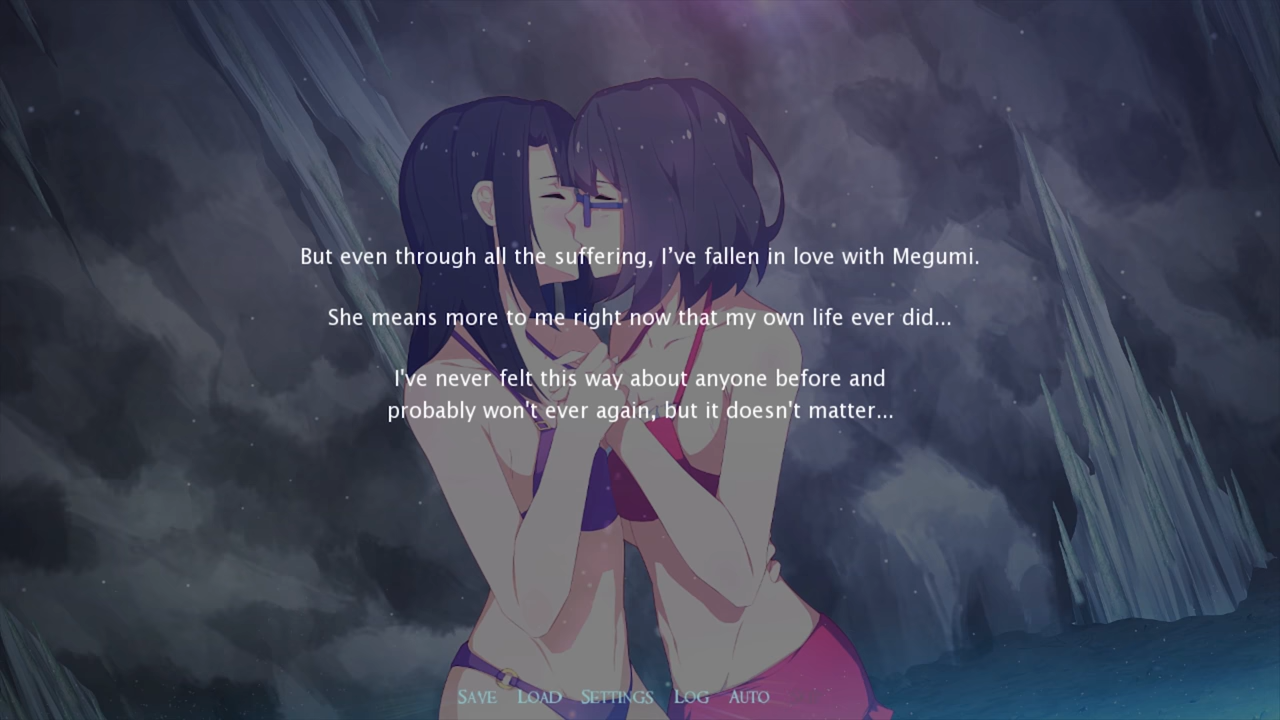 But even through all the suffering, I've fallen in love with Megumi.
She means more to me right now that my own life ever did...
I've never felt this way about anyone before and
probably won't ever again, but it doesn't matter...
SAVE LOAD SETTINGS LOG AUTO